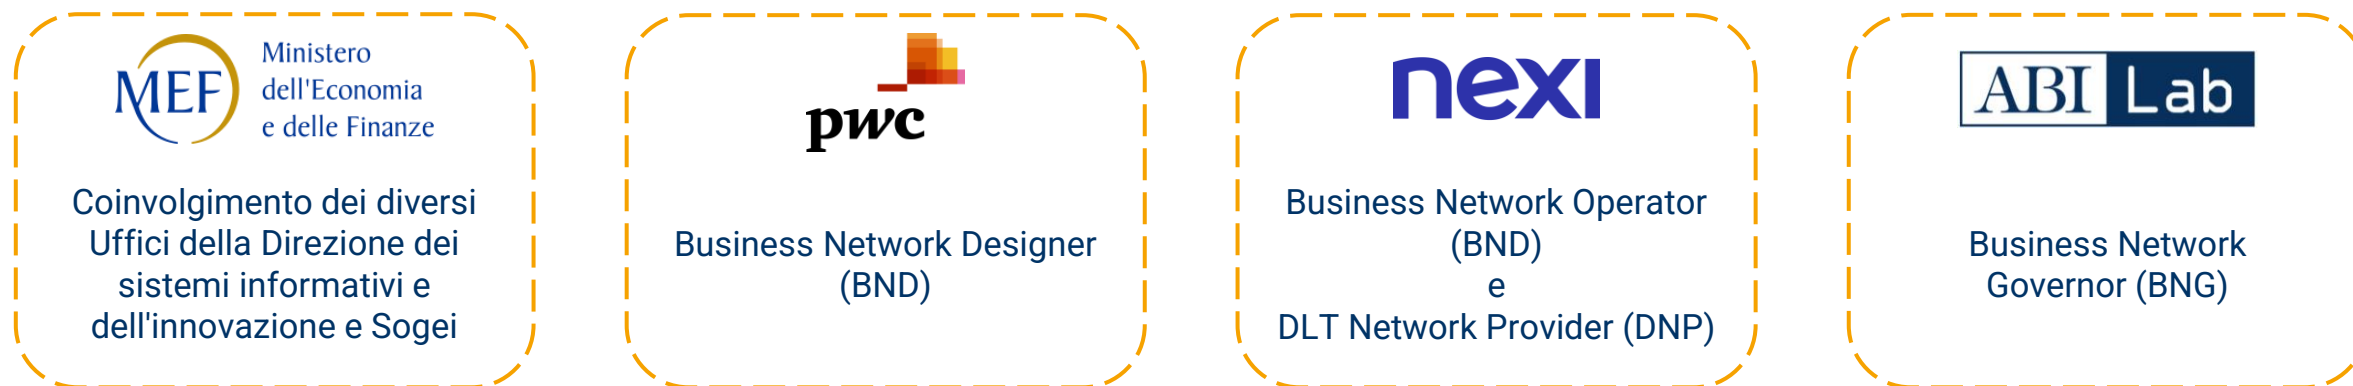 MEF
Ministero
dell'Economia
e delle Finanze
Coinvolgimento dei diversi
Uffici della Direzione dei
sistemi informativi e
dell'innovazione e Sogei
pwc
Business Network Designer
(BND)
nexi
Business Network Operator
(BND)
e
DLT Network Provider (DNP)
ABI Lab
Business Network
Governor (BNG)